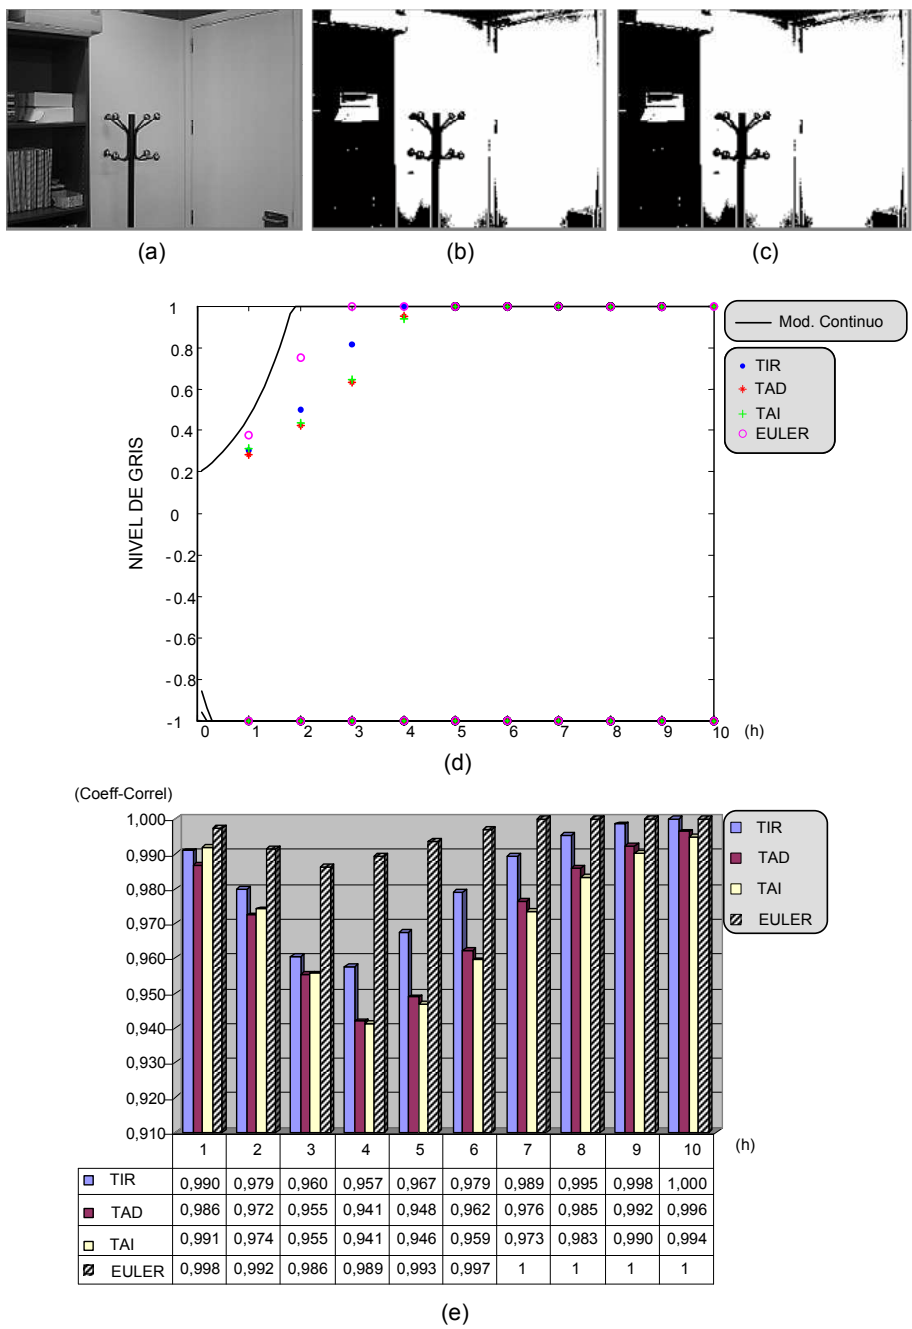 (a) (b) (c)
1
0.8
0.6
0.4
0.2
0
-0.2
-0.4
-0.6
-0.8
-1
NIVEL DE GRIS
0 1 2 3 4 5 6 7 8 9 10 (h)
Mod. Continuo
TIR
TAD
TAI
EULER
(d)
(Coeff-Correl)
1,000
0,990
0,980
0,970
0,960
0,950
0,940
0,930
0,920
0,910
TIR
TAD
TAI
EULER
1 2 3 4 5 6 7 8 9 10 (h)
TIR 0,990 0,979 0,960 0,957 0,967 0,979 0,989 0,995 0,998 1,000
TAD 0,986 0,972 0,955 0,941 0,948 0,962 0,976 0,985 0,992 0,996
TAI 0,991 0,974 0,955 0,941 0,946 0,959 0,973 0,983 0,990 0,994
EULER 0,998 0,992 0,986 0,989 0,993 0,997 1 1 1 1
(e)